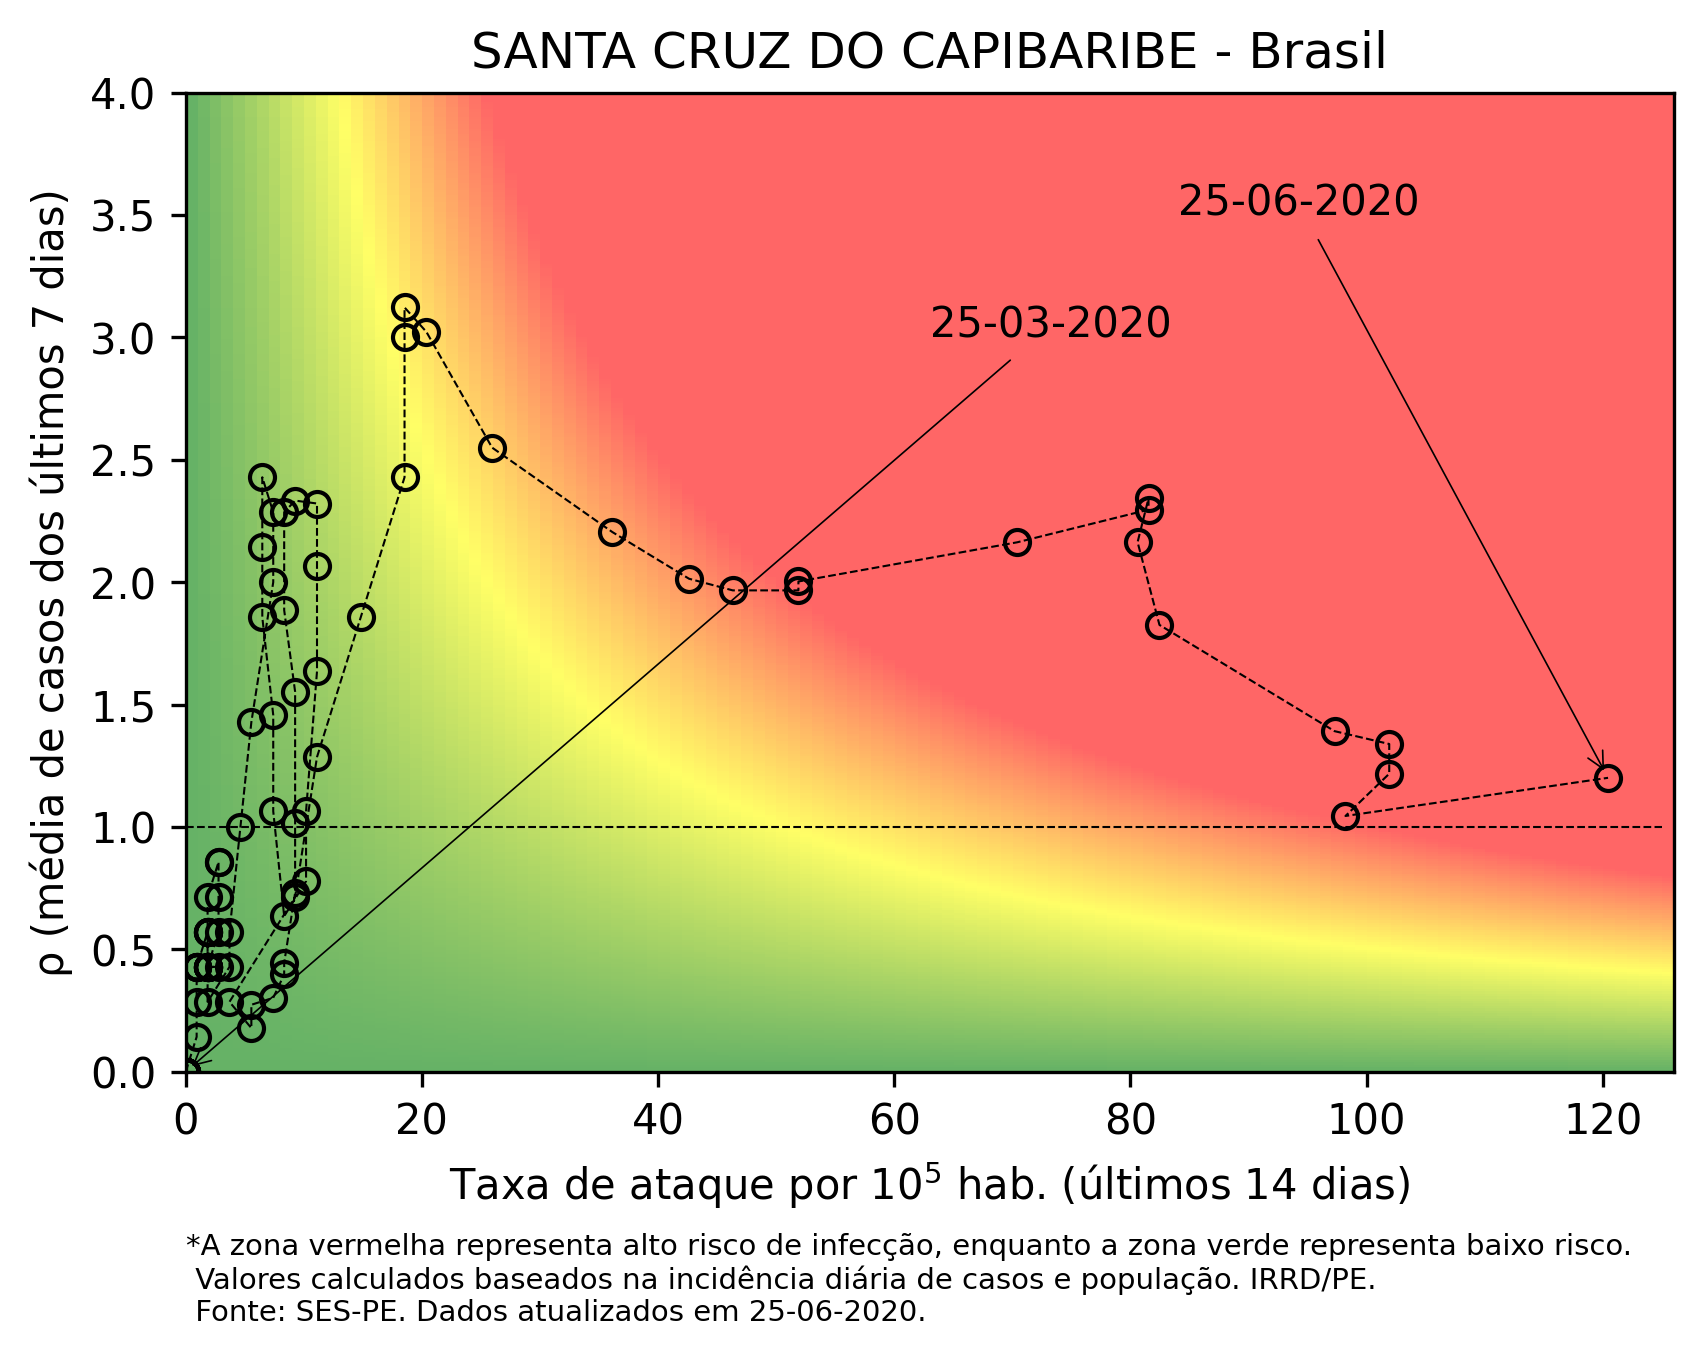 SANTA CRUZ DO CAPIBARIBE - Brasil
4.0
3.5
3.0
2.5
2.0
1.5
1.0
0.5
0.0
ρ (média de casos dos últimos 7 dias)
25-06-2020
25-03-2020
0 20 40 60 80 100 120
Taxa de ataque por 10⁵ hab. (últimos 14 dias)
*A zona vermelha representa alto risco de infecção, enquanto a zona verde representa baixo risco.
Valores calculados baseados na incidência diária de casos e população. IRRD/PE.
Fonte: SES-PE. Dados atualizados em 25-06-2020.